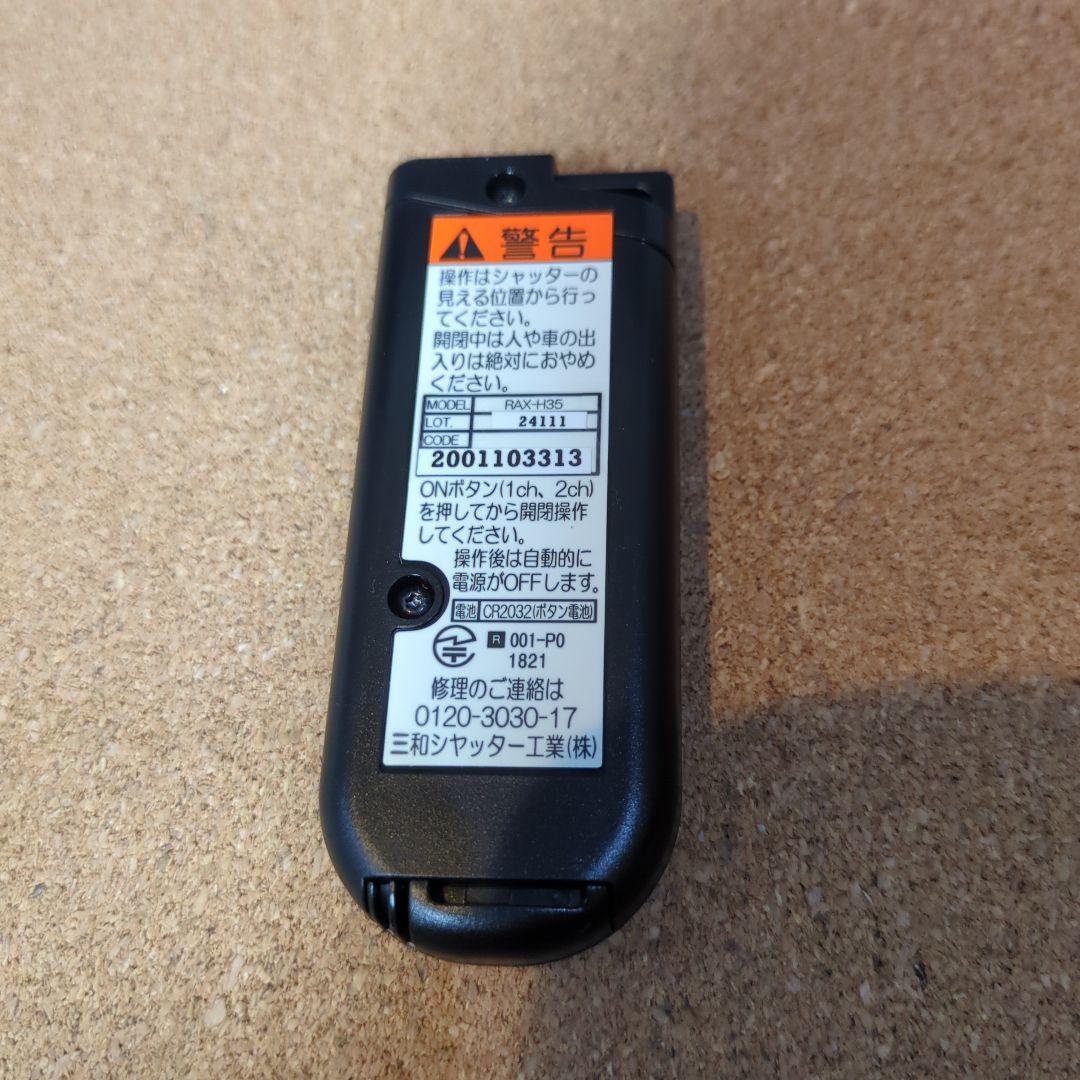 警告
操作はシャッターの
見える位置から行っ
てください。
開閉中は人や車の出
入りは絶対におやめ
ください。
MODEL RAX-H35
LOT. 24111
CODE
2001103313
ONボタン(1ch、2ch)
を押してから開閉操作
してください。
操作後は自動的に
電源がOFFします。
電池 CR2032(ボタン電池)
R 001-P0
1821
修理のご連絡は
0120-3030-17
三和シヤッター工業(株)